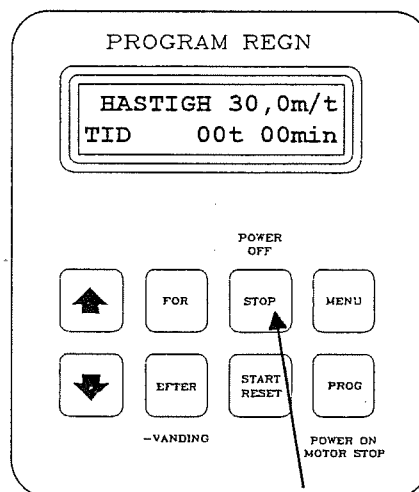 PROGRAM REGN
HASTIGH 30,0m/t
TID 00t 00min
POWER
OFF
FOR
STOP
MENU
EFTER
START
RESET
PROG
-VANDING
POWER ON
MOTOR STOP